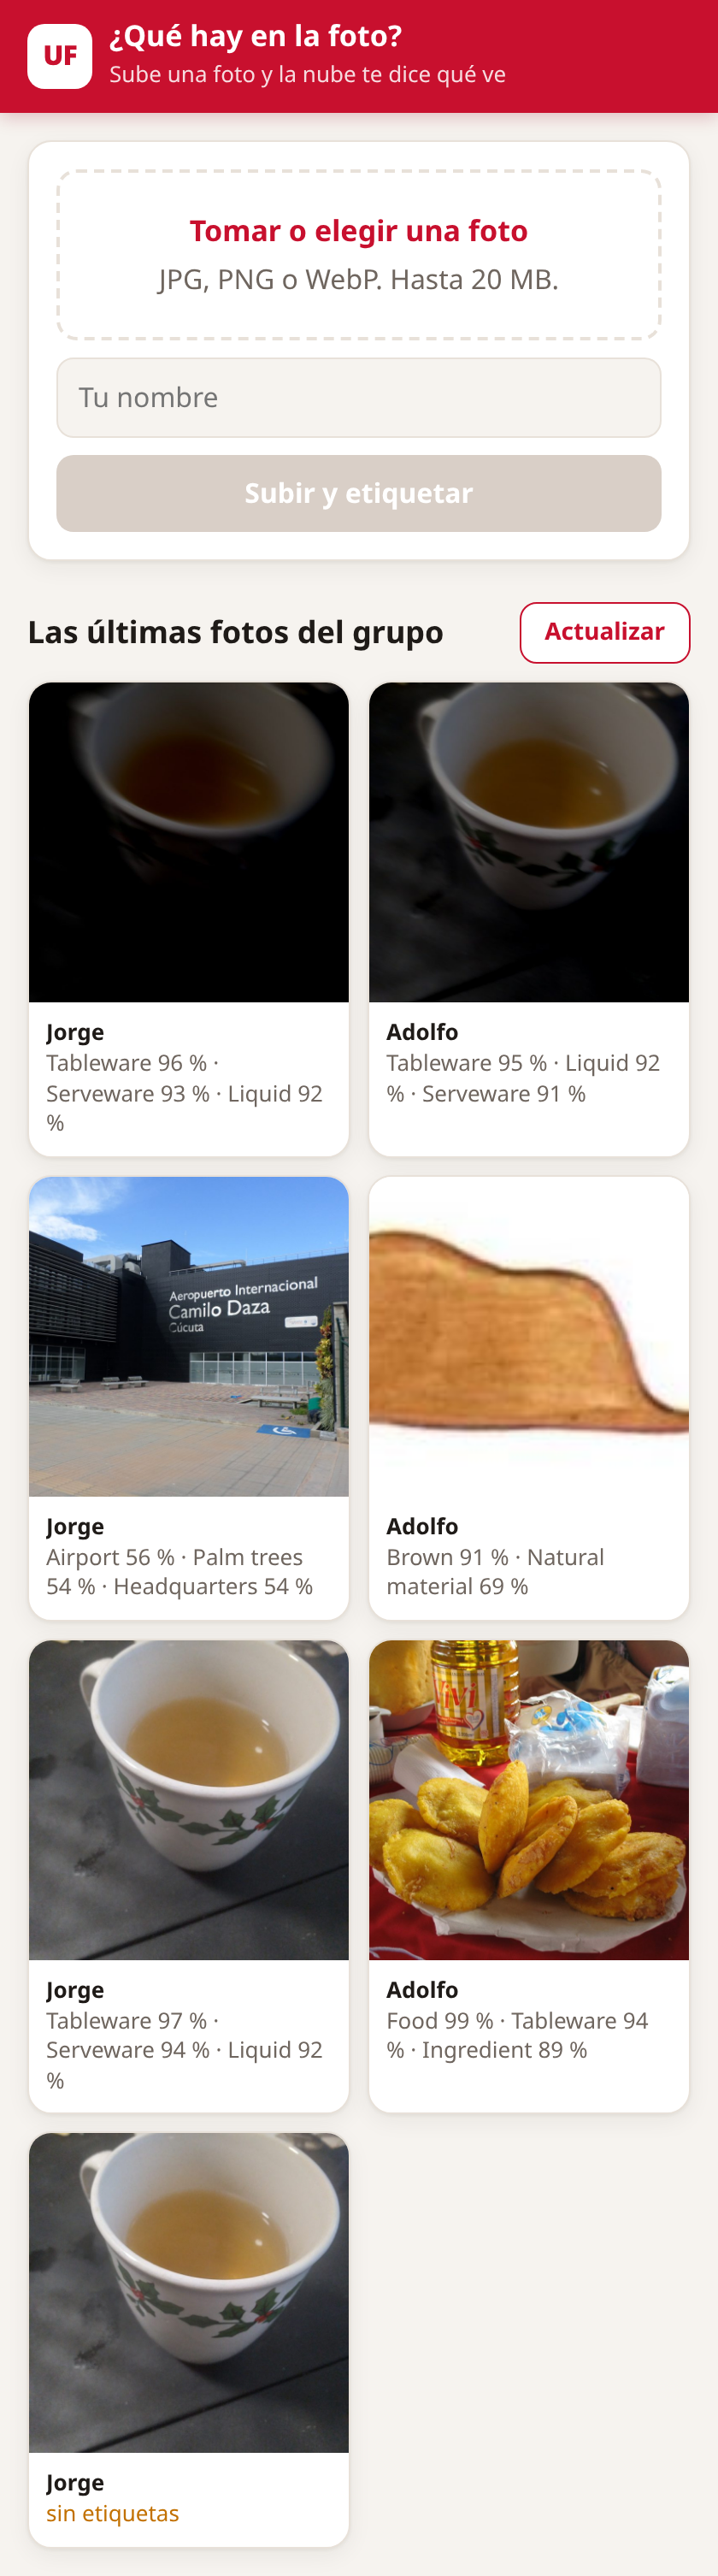 UF
¿Qué hay en la foto?
Sube una foto y la nube te dice qué ve
Tomar o elegir una foto
JPG, PNG o WebP. Hasta 20 MB.
Tu nombre
Subir y etiquetar
Las últimas fotos del grupo
Actualizar
Jorge
Tableware 96 % ·
Serveware 93 % · Liquid 92
%
Adolfo
Tableware 95 % · Liquid 92
% · Serveware 91 %
Aeropuerto Internacional
Camilo Daza
Cúcuta
Jorge
Airport 56 % · Palm trees
54 % · Headquarters 54 %
Adolfo
Brown 91 % · Natural
material 69 %
Jorge
Tableware 97 % ·
Serveware 94 % · Liquid 92
%
ViVi
Adolfo
Food 99 % · Tableware 94
% · Ingredient 89 %
Jorge
sin etiquetas